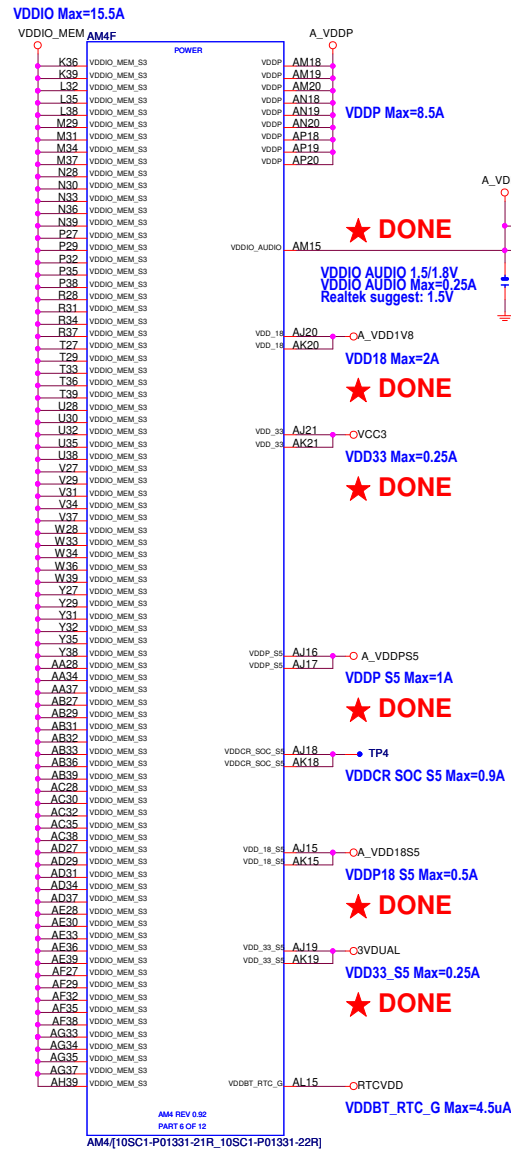 VDDIO Max=15.5A
VDDIO_MEM
AM4F
POWER
K36 VDDIO_MEM_S3
K39 VDDIO_MEM_S3
L32 VDDIO_MEM_S3
L35 VDDIO_MEM_S3
L38 VDDIO_MEM_S3
M29 VDDIO_MEM_S3
M31 VDDIO_MEM_S3
M34 VDDIO_MEM_S3
M37 VDDIO_MEM_S3
N28 VDDIO_MEM_S3
N30 VDDIO_MEM_S3
N33 VDDIO_MEM_S3
N36 VDDIO_MEM_S3
N39 VDDIO_MEM_S3
P27 VDDIO_MEM_S3
P29 VDDIO_MEM_S3
P32 VDDIO_MEM_S3
P35 VDDIO_MEM_S3
P38 VDDIO_MEM_S3
R28 VDDIO_MEM_S3
R31 VDDIO_MEM_S3
R34 VDDIO_MEM_S3
R37 VDDIO_MEM_S3
T27 VDDIO_MEM_S3
T29 VDDIO_MEM_S3
T33 VDDIO_MEM_S3
T36 VDDIO_MEM_S3
T39 VDDIO_MEM_S3
U28 VDDIO_MEM_S3
U30 VDDIO_MEM_S3
U32 VDDIO_MEM_S3
U35 VDDIO_MEM_S3
U38 VDDIO_MEM_S3
V27 VDDIO_MEM_S3
V29 VDDIO_MEM_S3
V31 VDDIO_MEM_S3
V34 VDDIO_MEM_S3
V37 VDDIO_MEM_S3
W28 VDDIO_MEM_S3
W33 VDDIO_MEM_S3
W34 VDDIO_MEM_S3
W36 VDDIO_MEM_S3
W39 VDDIO_MEM_S3
Y27 VDDIO_MEM_S3
Y29 VDDIO_MEM_S3
Y31 VDDIO_MEM_S3
Y32 VDDIO_MEM_S3
Y35 VDDIO_MEM_S3
Y38 VDDIO_MEM_S3
AA28 VDDIO_MEM_S3
AA34 VDDIO_MEM_S3
AA37 VDDIO_MEM_S3
AB27 VDDIO_MEM_S3
AB29 VDDIO_MEM_S3
AB31 VDDIO_MEM_S3
AB32 VDDIO_MEM_S3
AB33 VDDIO_MEM_S3
AB36 VDDIO_MEM_S3
AB39 VDDIO_MEM_S3
AC28 VDDIO_MEM_S3
AC30 VDDIO_MEM_S3
AC32 VDDIO_MEM_S3
AC35 VDDIO_MEM_S3
AC38 VDDIO_MEM_S3
AD27 VDDIO_MEM_S3
AD29 VDDIO_MEM_S3
AD31 VDDIO_MEM_S3
AD34 VDDIO_MEM_S3
AD37 VDDIO_MEM_S3
AE28 VDDIO_MEM_S3
AE30 VDDIO_MEM_S3
AE33 VDDIO_MEM_S3
AE36 VDDIO_MEM_S3
AE39 VDDIO_MEM_S3
AF27 VDDIO_MEM_S3
AF29 VDDIO_MEM_S3
AF32 VDDIO_MEM_S3
AF35 VDDIO_MEM_S3
AF38 VDDIO_MEM_S3
AG33 VDDIO_MEM_S3
AG34 VDDIO_MEM_S3
AG35 VDDIO_MEM_S3
AG37 VDDIO_MEM_S3
AH39 VDDIO_MEM_S3
A_VDDP
VDDP AM18
VDDP AM19
VDDP AM20
VDDP AN18
VDDP AN19
VDDP AN20
VDDP AP18
VDDP AP19
VDDP AP20
VDDP Max=8.5A
A_VD
DONE
VDDIO_AUDIO AM15
VDDIO AUDIO 1.5/1.8V
VDDIO AUDIO Max=0.25A
Realtek suggest: 1.5V
VDD_18 AJ20 A_VDD1V8
VDD_18 AK20
VDD18 Max=2A
DONE
VDD_33 AJ21 VCC3
VDD_33 AK21
VDD33 Max=0.25A
DONE
VDDP_S5 AJ16 A_VDDPS5
VDDP_S5 AJ17
VDDP S5 Max=1A
DONE
VDDCR_SOC_S5 AJ18 TP4
VDDCR_SOC_S5 AK18
VDDCR SOC S5 Max=0.9A
VDD_18_S5 AJ15 A_VDD18S5
VDD_18_S5 AK15
VDDP18 S5 Max=0.5A
DONE
VDD_33_S5 AJ19 3VDUAL
VDD_33_S5 AK19
VDD33_S5 Max=0.25A
DONE
VDDBT_RTC_G AL15 RTCVDD
VDDBT_RTC_G Max=4.5uA
AM4 REV 0.92
PART 6 OF 12
AM4/[10SC1-P01331-21R_10SC1-P01331-22R]